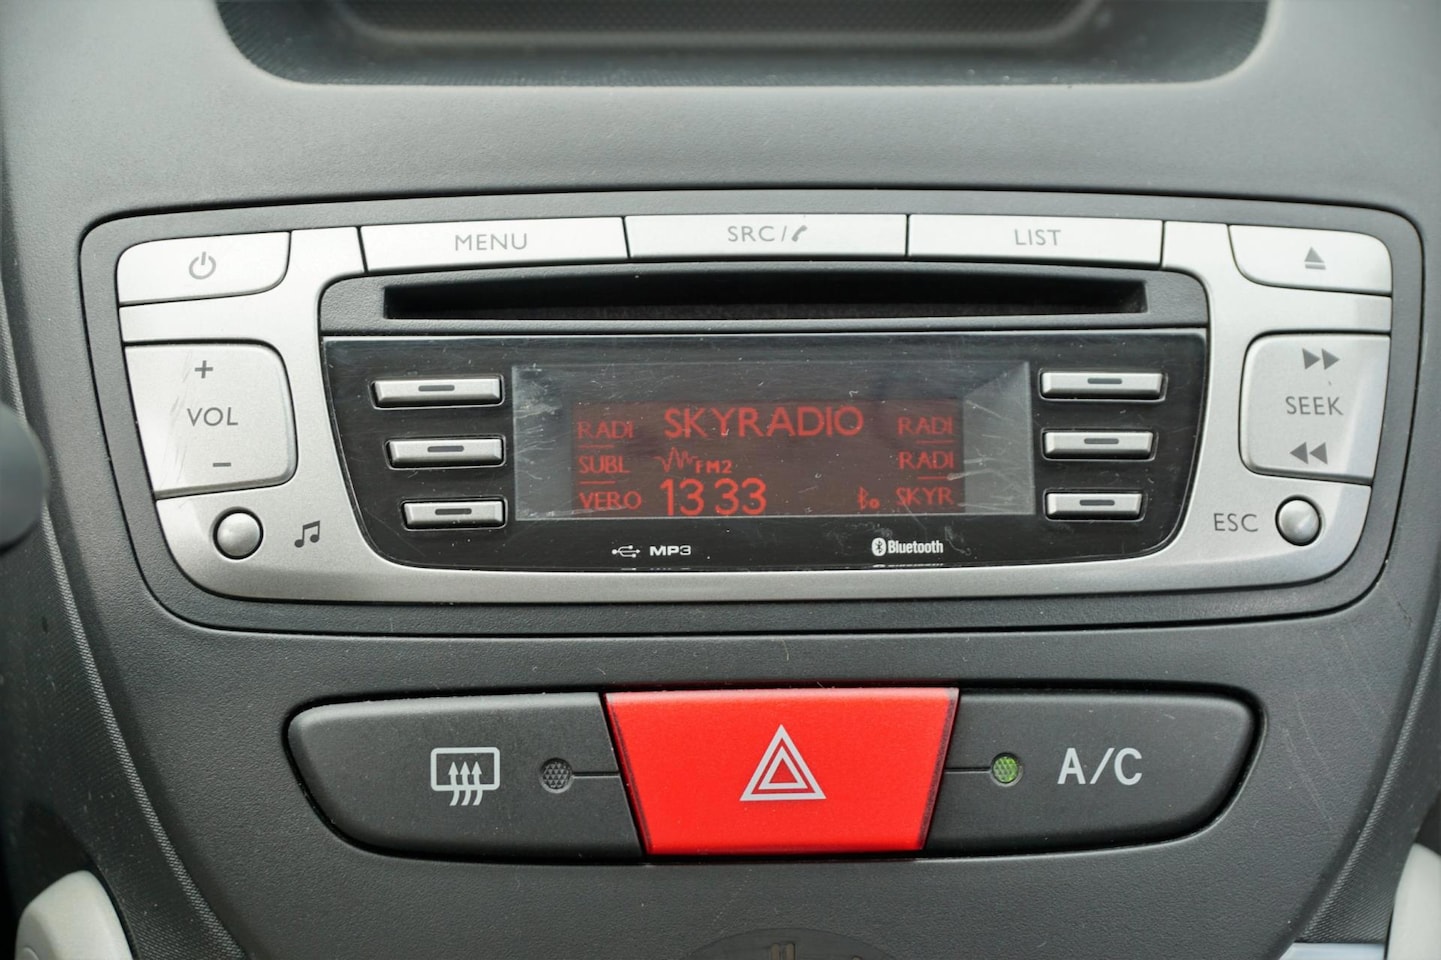 MENU SRC/ LIST
+
VOL
-
SEEK
ESC
RADI SKYRADIO RADI
SUBL FM2 RADI
VERO 13 33 SKYR
MP3 Bluetooth
A/C